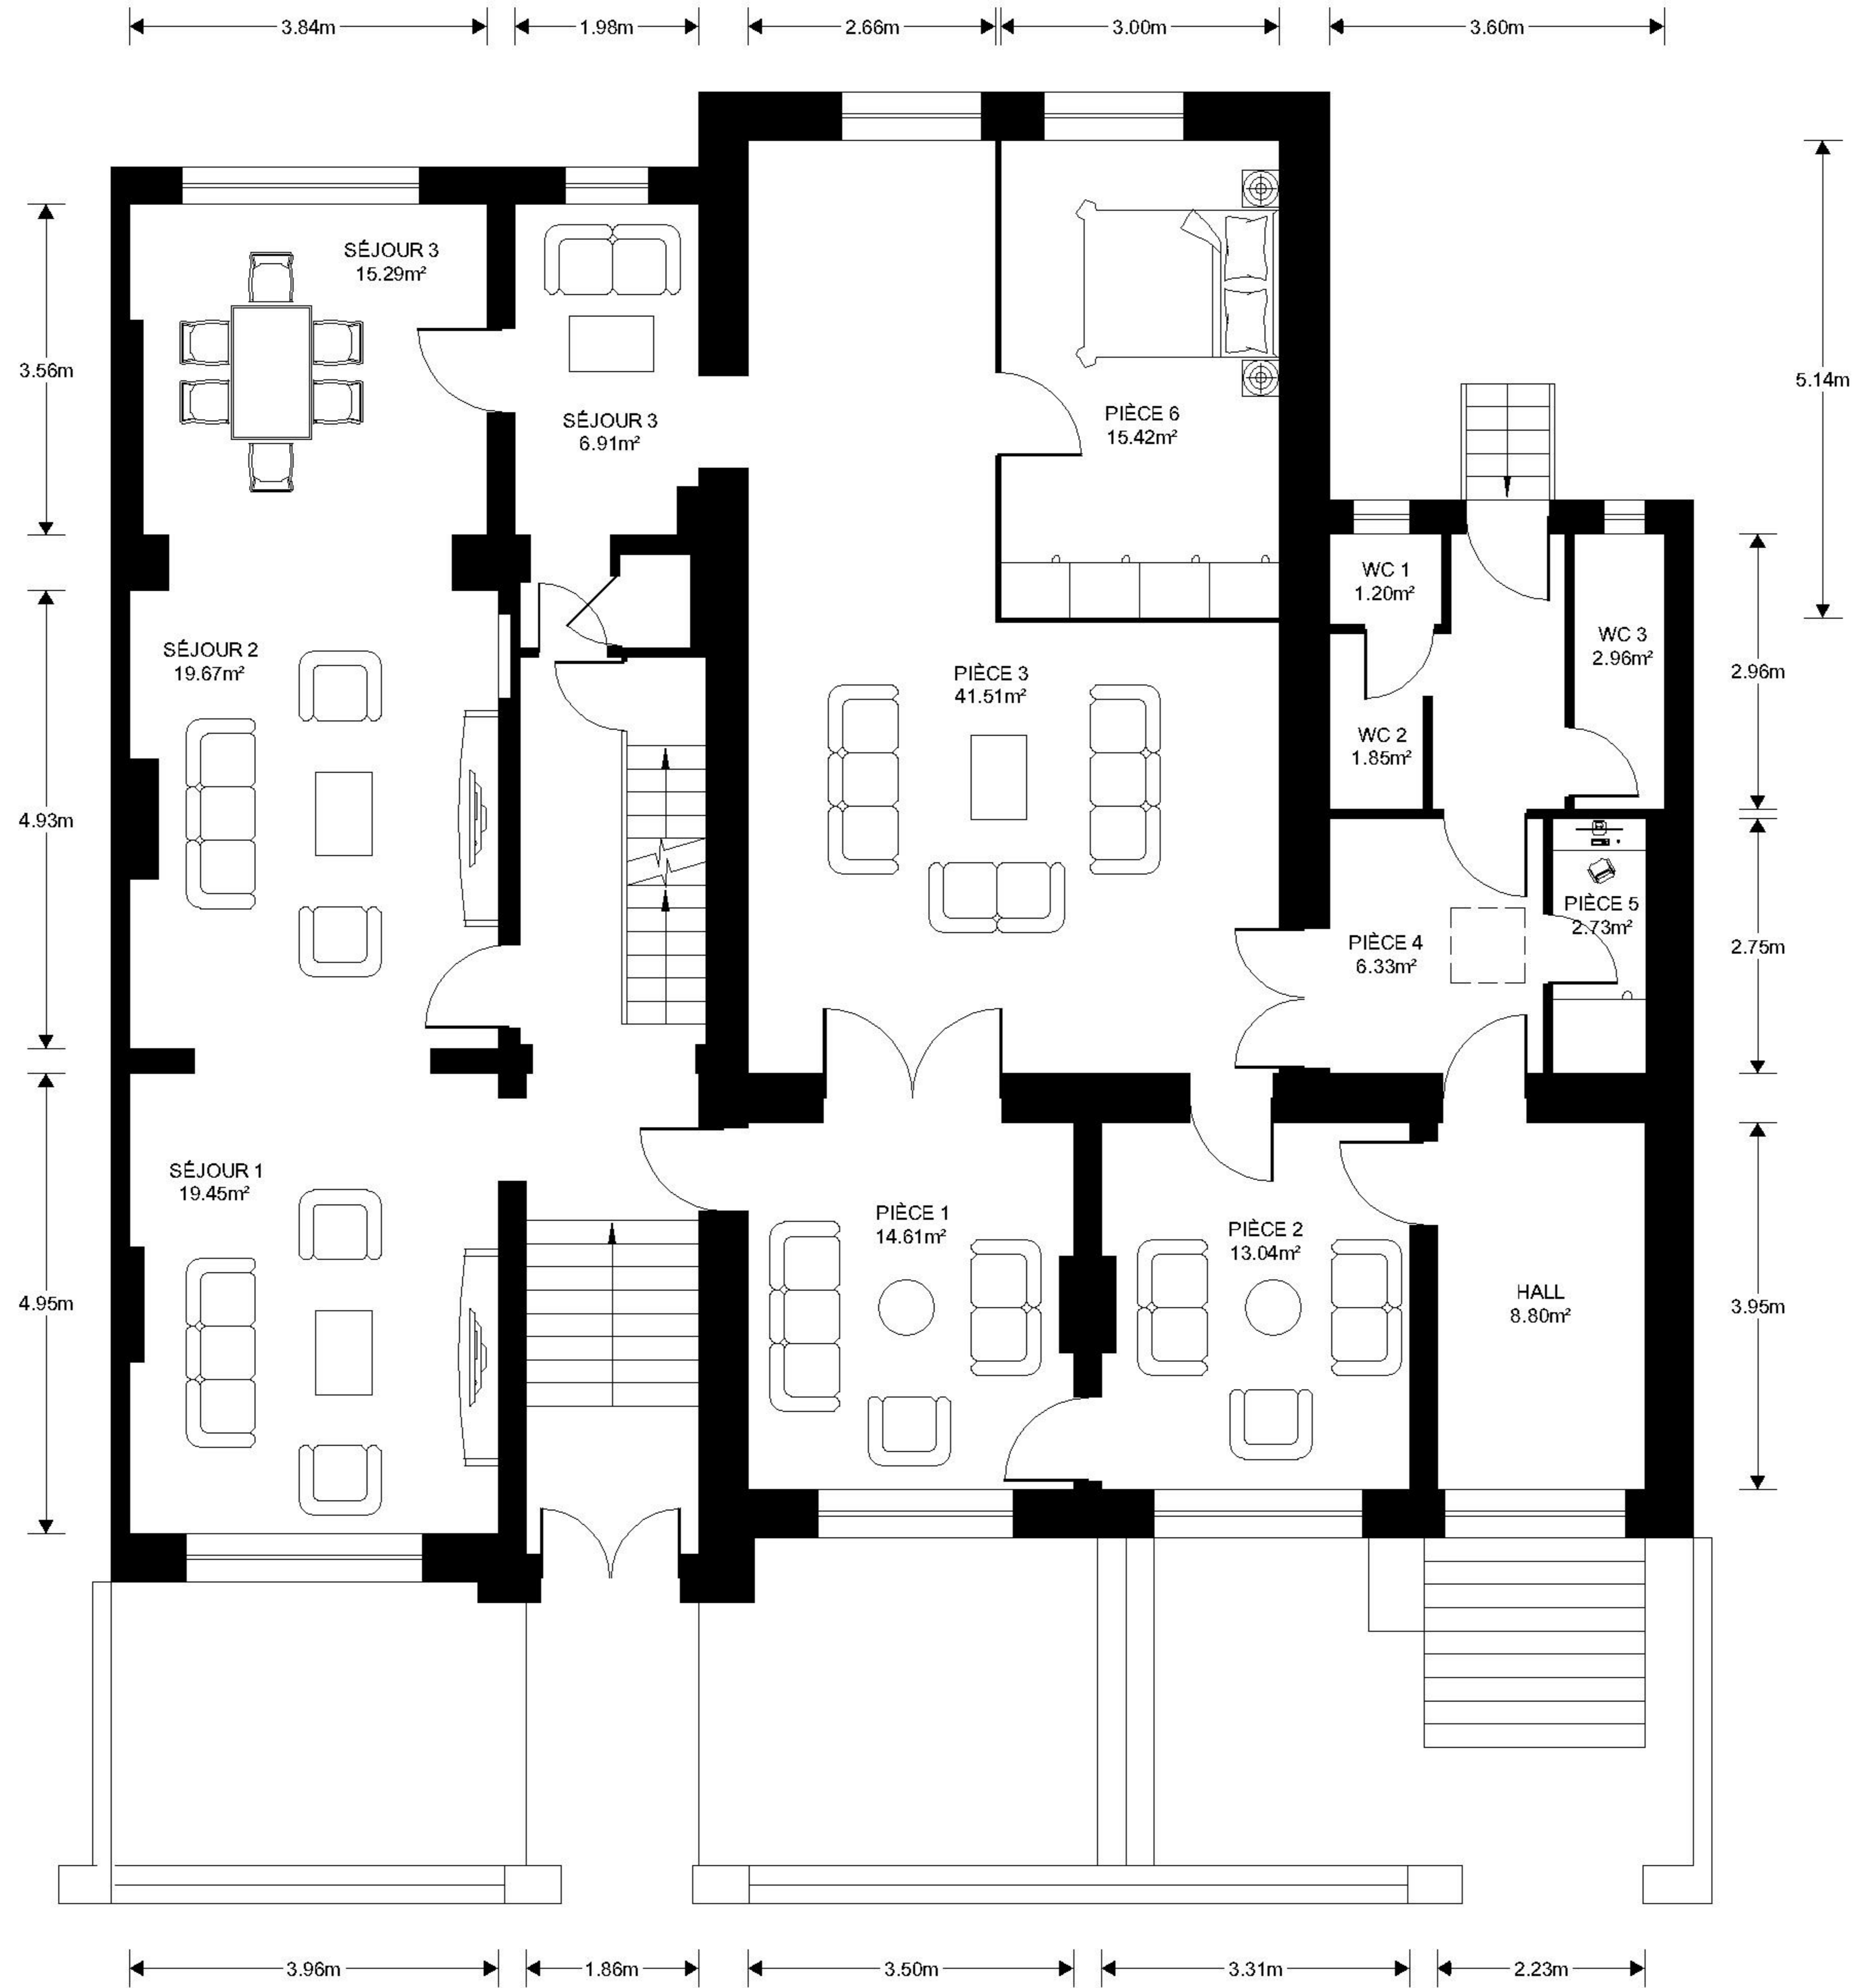 3.84m
1.98m
2.66m
3.00m
3.60m
SÉJOUR 3
15.29m²
3.56m
5.14m
SÉJOUR 3
6.91m²
PIÈCE 6
15.42m²
WC 1
1.20m²
SÉJOUR 2
19.67m²
PIÈCE 3
41.51m²
WC 3
2.96m²
2.96m
WC 2
1.85m²
4.93m
PIÈCE 5
2.73m²
PIÈCE 4
6.33m²
2.75m
SÉJOUR 1
19.45m²
PIÈCE 1
14.61m²
PIÈCE 2
13.04m²
HALL
8.80m²
4.95m
3.95m
3.96m
1.86m
3.50m
3.31m
2.23m